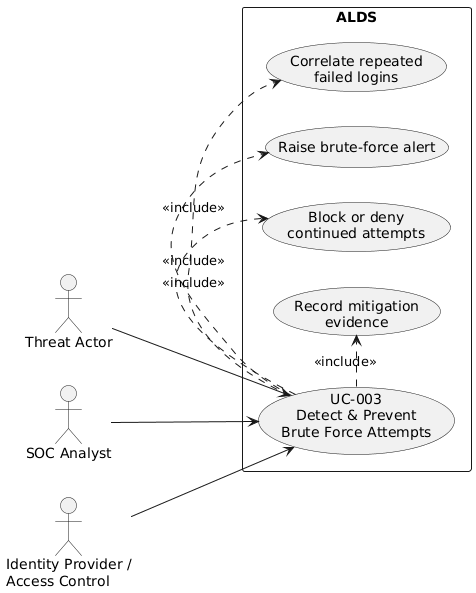 ALDS
Correlate repeated
failed logins
Raise brute-force alert
«include»
Block or deny
continued attempts
«include»
«include»
Threat Actor
Record mitigation
evidence
«include»
SOC Analyst
UC-003
Detect & Prevent
Brute Force Attempts
Identity Provider /
Access Control